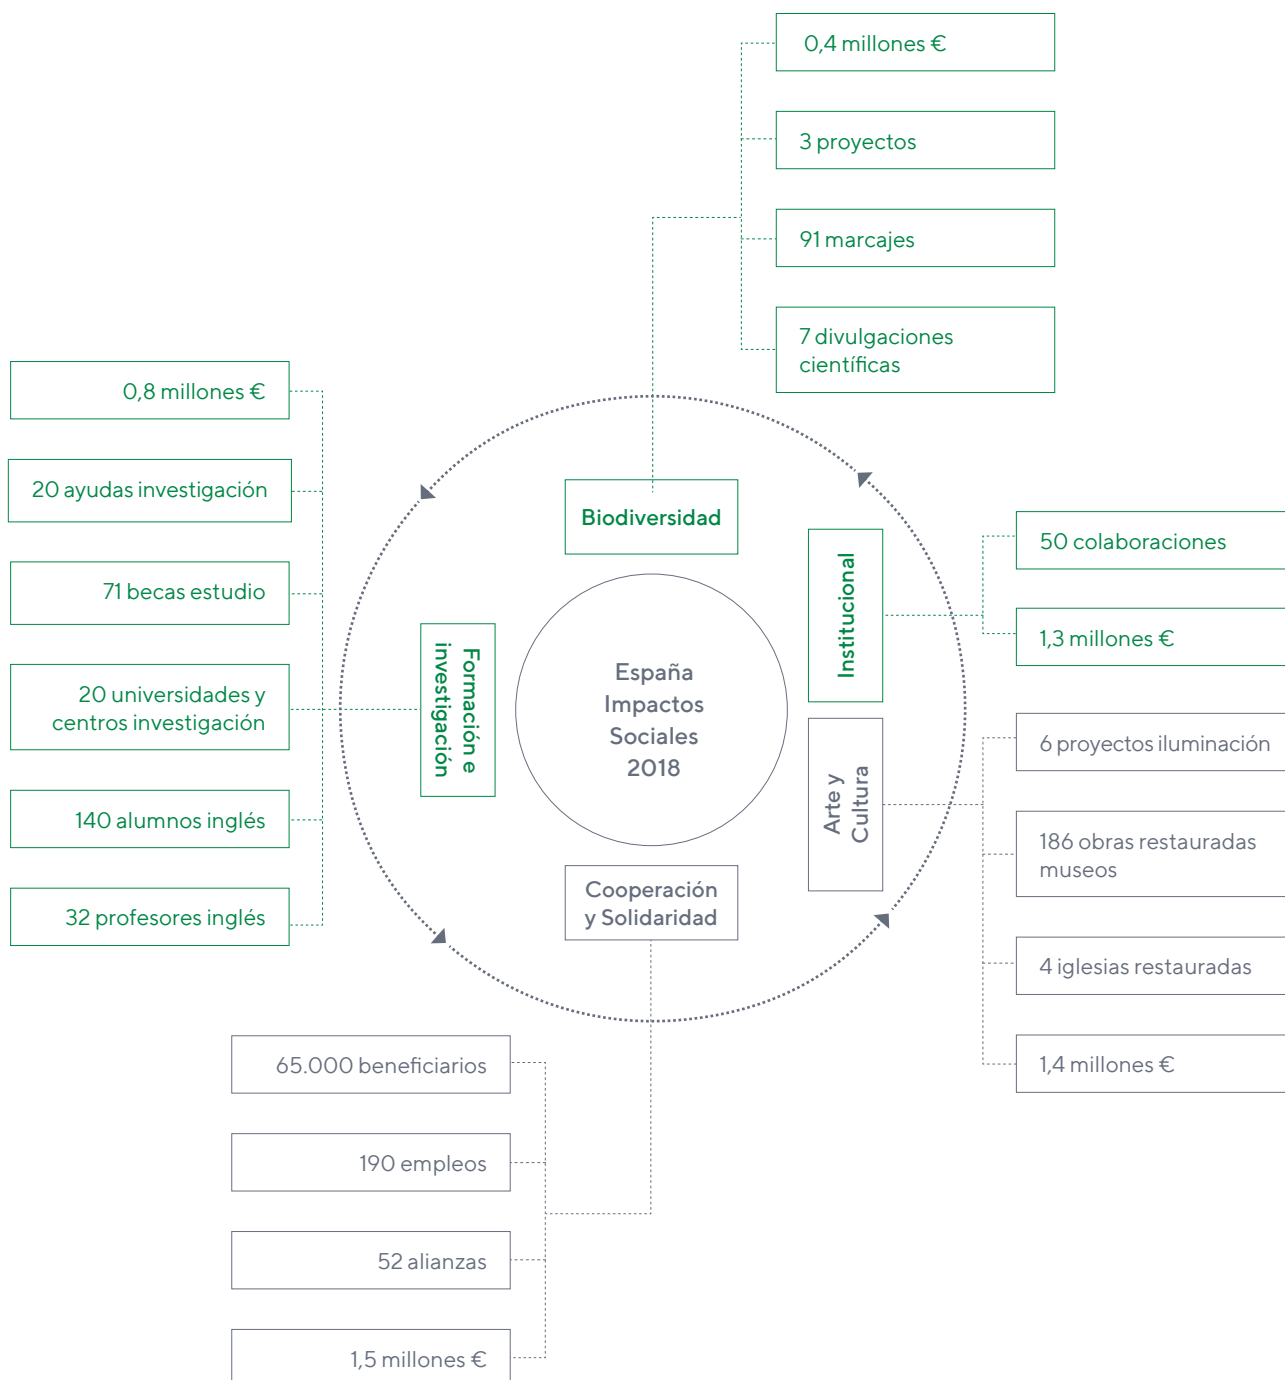 0,4 millones €
3 proyectos
91 marcajes
7 divulgaciones
científicas
0,8 millones €
20 ayudas investigación
71 becas estudio
20 universidades y
centros investigación
140 alumnos inglés
32 profesores inglés
Biodiversidad
Formación e
investigación
España
Impactos
Sociales
2018
Institucional
Arte y
Cultura
Cooperación
y Solidaridad
50 colaboraciones
1,3 millones €
6 proyectos iluminación
186 obras restauradas
museos
4 iglesias restauradas
1,4 millones €
65.000 beneficiarios
190 empleos
52 alianzas
1,5 millones €